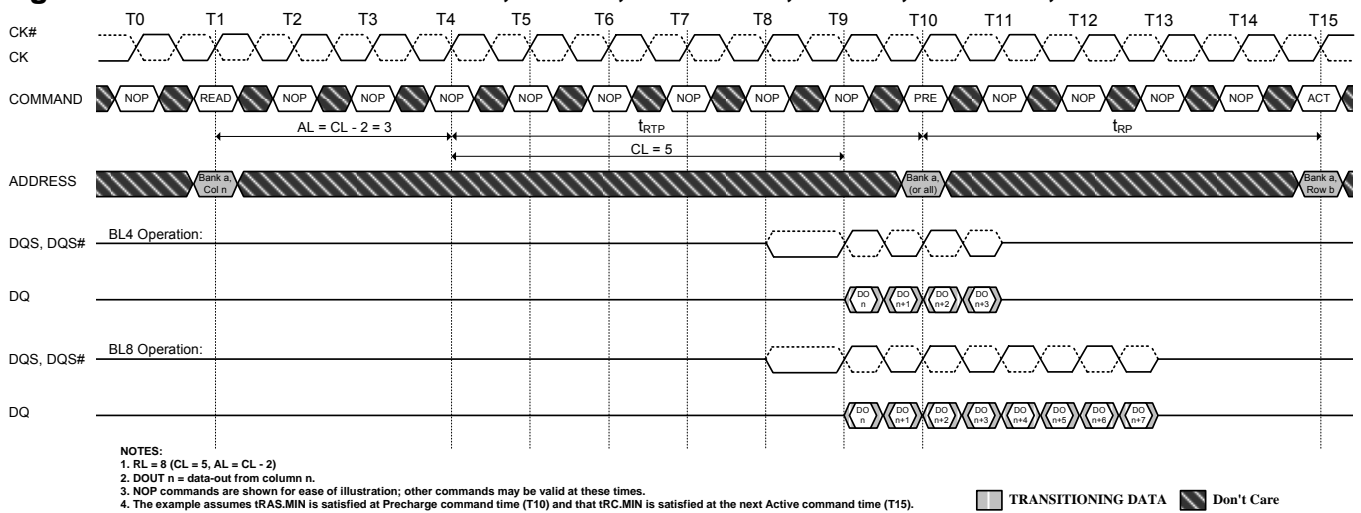 T0 T1 T2 T3 T4 T5 T6 T7 T8 T9 T10 T11 T12 T13 T14 T15
CK#
CK
COMMAND NOP READ NOP NOP NOP NOP NOP NOP NOP NOP PRE NOP NOP NOP NOP ACT
AL = CL - 2 = 3 tRTP tRP
CL = 5
ADDRESS Bank a, Col n Bank a, (or all) Bank a, Row b
BL4 Operation:
DQS, DQS#
DQ DO n DO n+1 DO n+2 DO n+3
BL8 Operation:
DQS, DQS#
DQ DO n DO n+1 DO n+2 DO n+3 DO n+4 DO n+5 DO n+6 DO n+7
NOTES:
1. RL = 8 (CL = 5, AL = CL - 2)
2. DOUT n = data-out from column n.
3. NOP commands are shown for ease of illustration; other commands may be valid at these times.
4. The example assumes tRAS.MIN is satisfied at Precharge command time (T10) and that tRC.MIN is satisfied at the next Active command time (T15).
TRANSITIONING DATA Don't Care